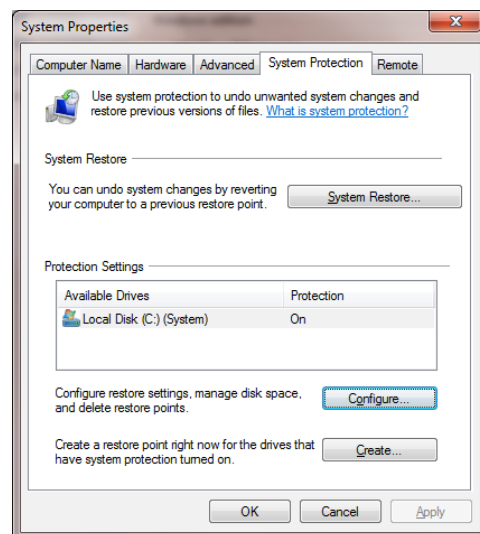 System Properties
Computer Name Hardware Advanced System Protection Remote
Use system protection to undo unwanted system changes and
restore previous versions of files. What is system protection?
System Restore
You can undo system changes by reverting
your computer to a previous restore point.
System Restore...
Protection Settings
Available Drives Protection
Local Disk (C:) (System) On
Configure restore settings, manage disk space,
and delete restore points.
Configure...
Create a restore point right now for the drives that
have system protection turned on.
Create...
OK Cancel Apply